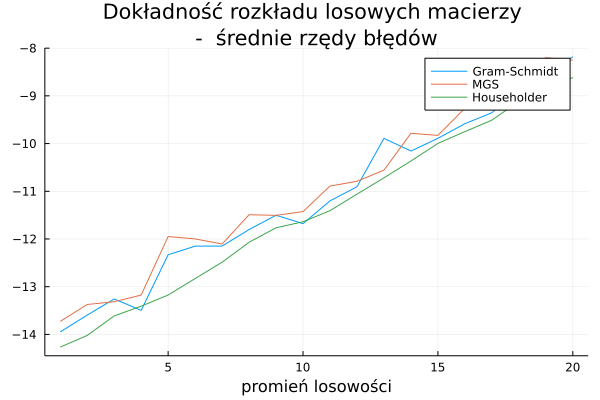 Dokładność rozkładu losowych macierzy
- średnie rzędy błędów
−8
Gram-Schmidt
MGS
Householder
−9
−10
−11
−12
−13
−14
5
10
15
20
promień losowości